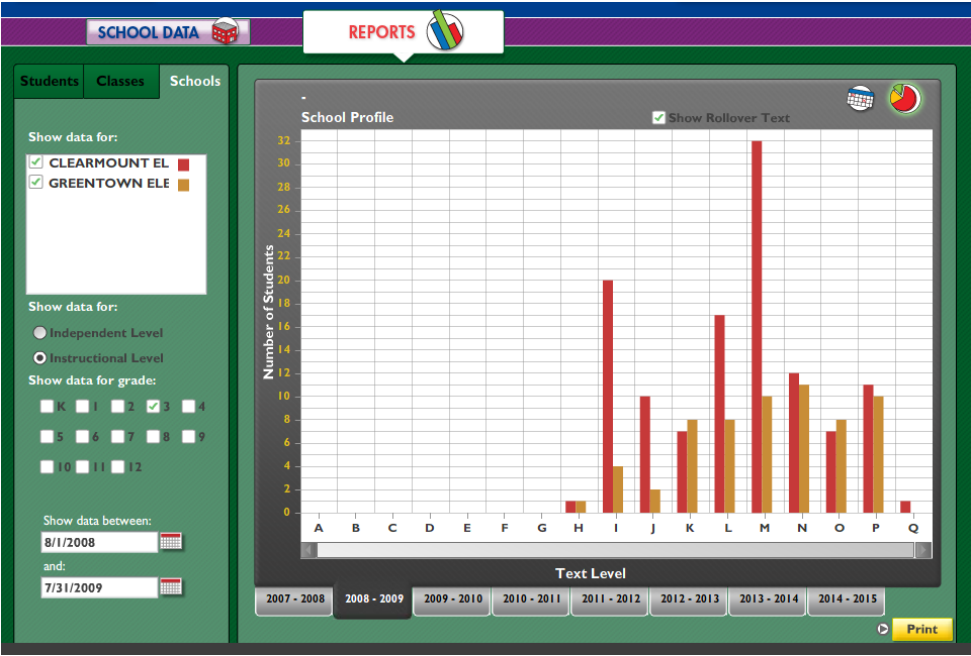 SCHOOL DATA
REPORTS
Students Classes Schools
Show data for:
CLEARMOUNT EL
GREENTOWN ELE
Show data for:
Independent Level
Instructional Level
Show data for grade:
K 1 2 3 4
5 6 7 8 9
10 11 12
Show data between:
8/1/2008
and:
7/31/2009
-
School Profile
Show Rollover Text
Number of Students
32
30
28
26
24
22
20
18
16
14
12
10
8
6
4
2
0
A B C D E F G H I J K L M N O P Q
Text Level
2007 - 2008 2008 - 2009 2009 - 2010 2010 - 2011 2011 - 2012 2012 - 2013 2013 - 2014 2014 - 2015
Print